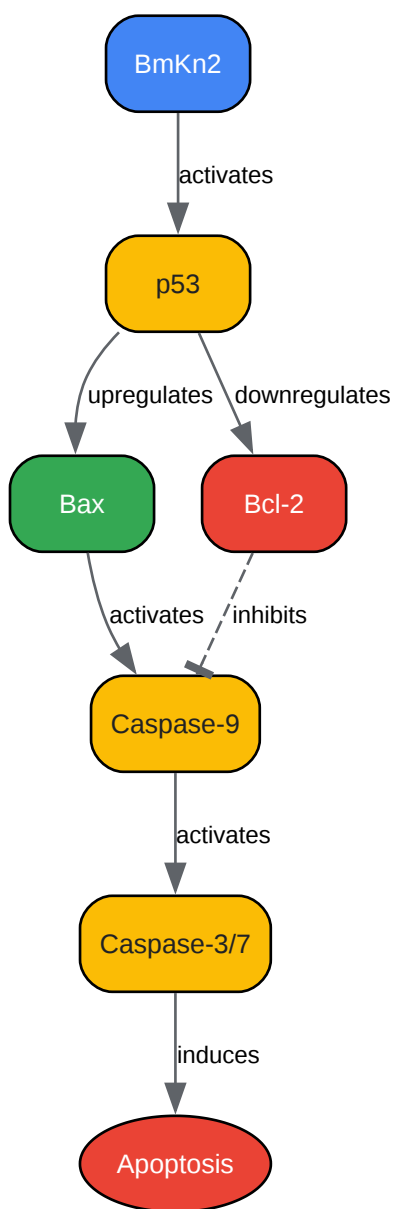 BmKn2
activates
p53
upregulates
downregulates
Bax
Bcl-2
activates
inhibits
Caspase-9
activates
Caspase-3/7
induces
Apoptosis